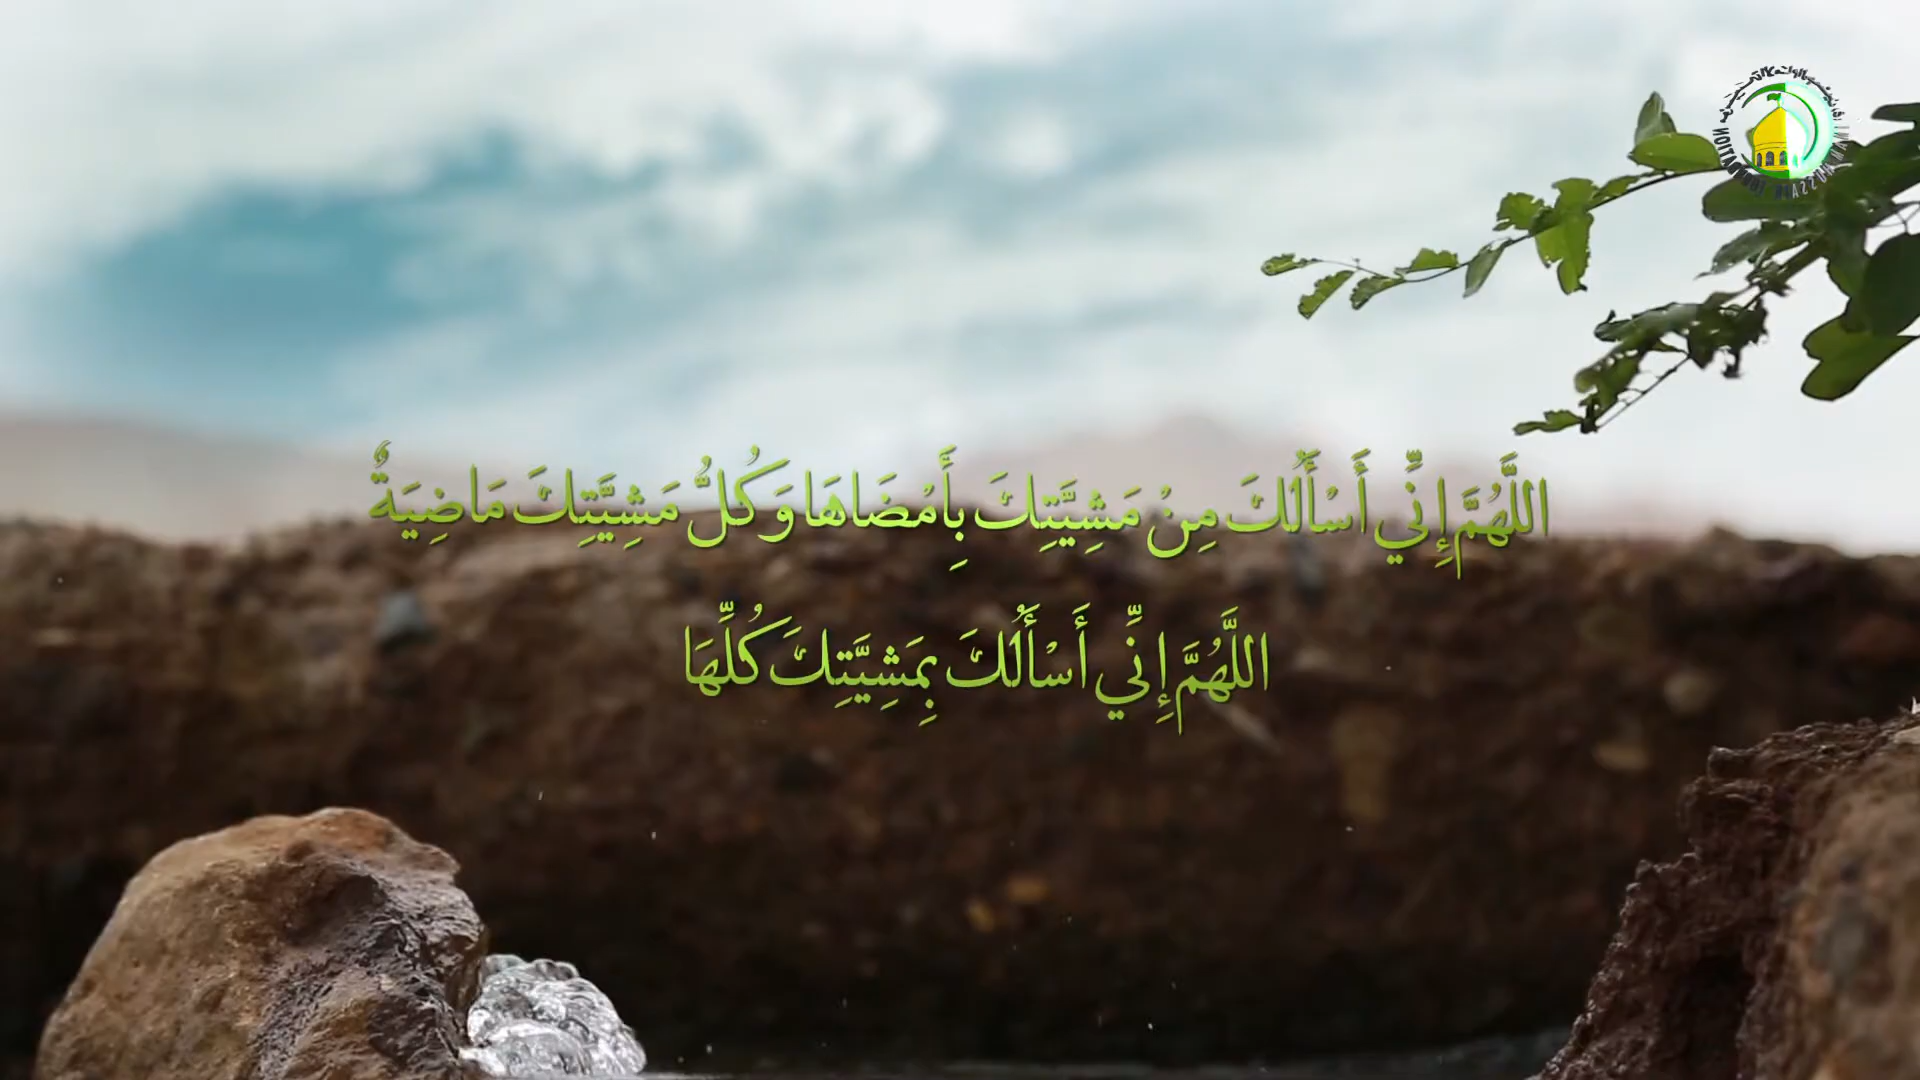 اللَّهُمَّ إِنِّي أَسْأَلُكَ مِنْ مَشِيَّتِكَ بِأَمْضَاهَا وَكُلُّ مَشِيَّتِكَ مَاضِيَةٌ
اللَّهُمَّ إِنِّي أَسْأَلُكَ بِمَشِيَّتِكَ كُلِّهَا